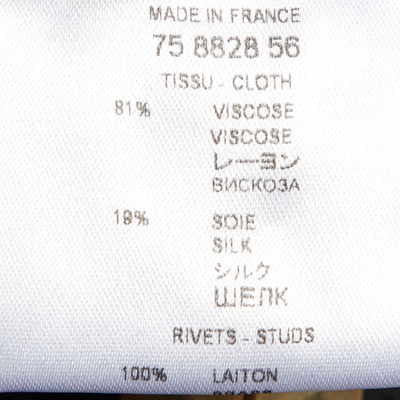 MADE IN FRANCE
75 8828 56
TISSU - CLOTH
81% VISCOSE
VISCOSE
レーヨン
ВИСКОЗА
19% SOIE
SILK
シルク
ШЕЛК
RIVETS - STUDS
100% LAITON